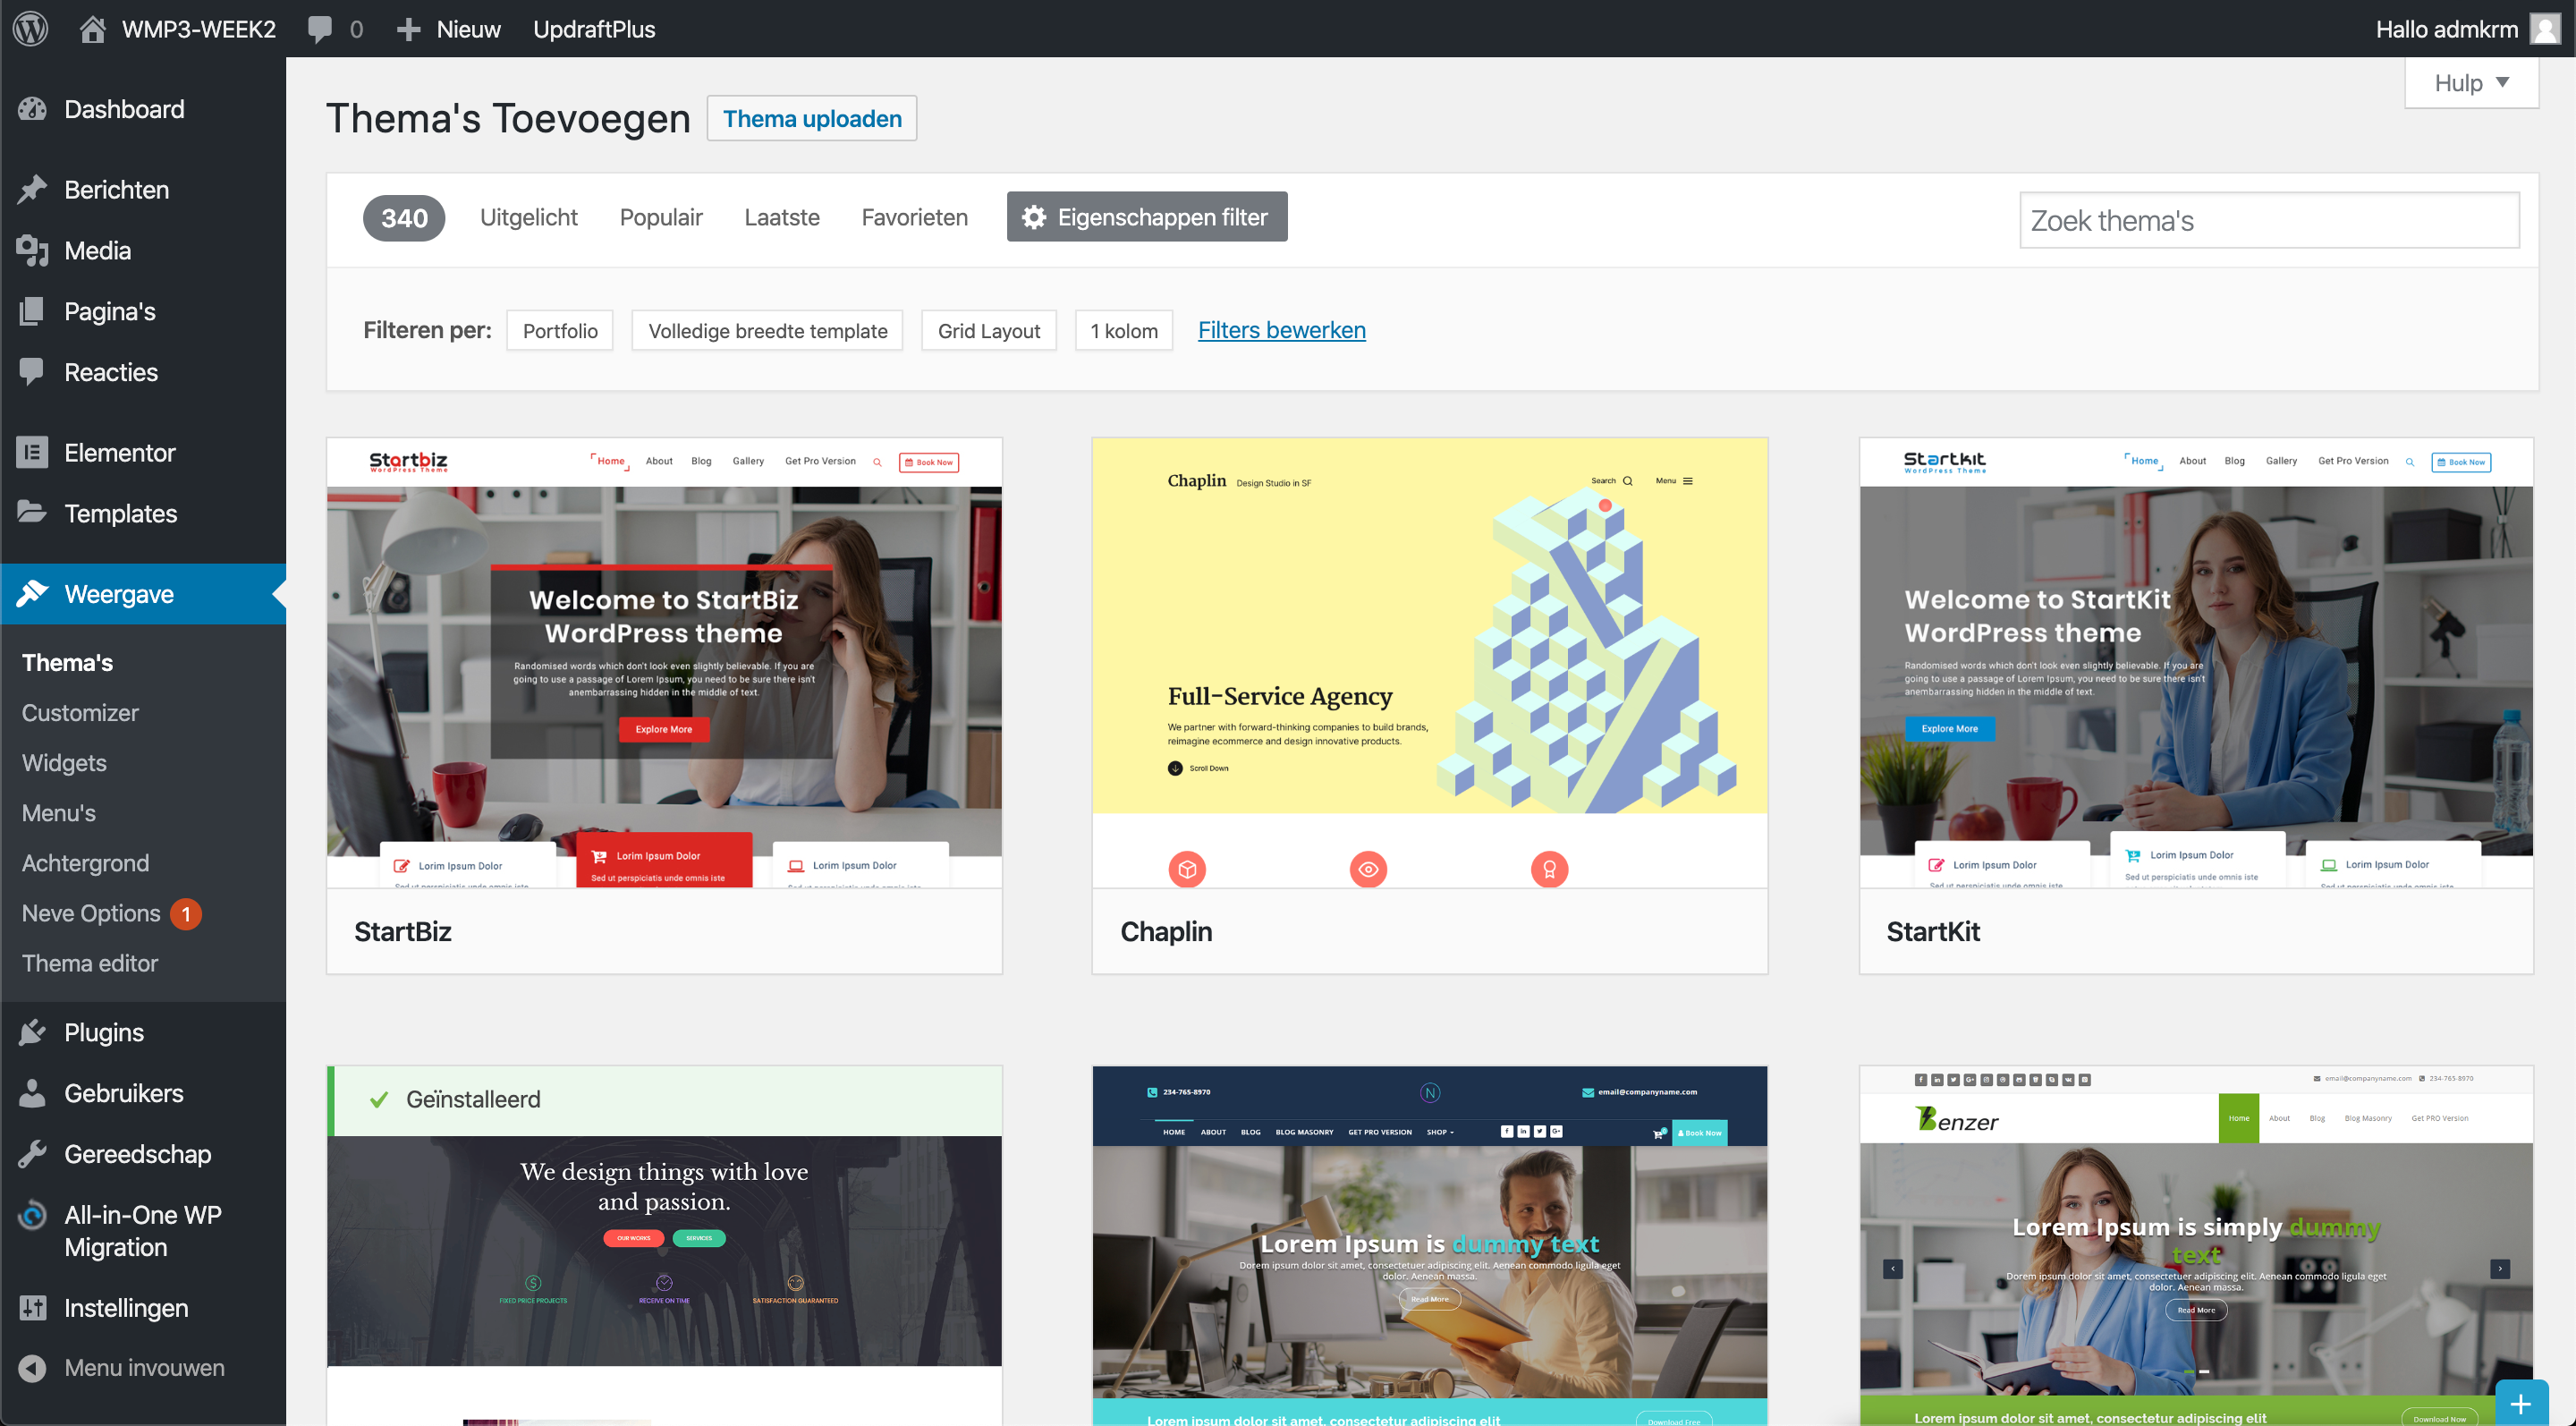 WMP3-WEEK2 0 Nieuw UpdraftPlus Hallo admkrm
Hulp
Dashboard
Berichten
Media
Pagina's
Reacties
Elementor
Templates
Weergave
Thema's
Customizer
Widgets
Menu's
Achtergrond
Neve Options 1
Thema editor
Plugins
Gebruikers
Gereedschap
All-in-One WP
Migration
Instellingen
Menu invouwen
Thema's Toevoegen Thema uploaden
340 Uitgelicht Populair Laatste Favorieten Eigenschappen filter Zoek thema's
Filteren per: Portfolio Volledige breedte template Grid Layout 1 kolom Filters bewerken
Startbiz
WordPress Theme
Home About Blog Gallery Get Pro Version Book Now
Welcome to StartBiz
WordPress theme
Randomised words which don't look even slightly believable. If you are
going to use a passage of Lorem Ipsum, you need to be sure there isn't
anembarrassing hidden in the middle of text.
Explore More
Lorim Ipsum Dolor Lorim Ipsum Dolor Lorim Ipsum Dolor
Sed ut perspiciatis unde omnis iste Sed ut perspiciatis unde omnis iste
StartBiz
Chaplin Design Studio in SF Search Menu
Full-Service Agency
We partner with forward-thinking companies to build brands,
reimagine ecommerce and design innovative products.
Scroll Down
Chaplin
Startkit
WordPress Theme
Home About Blog Gallery Get Pro Version Book Now
Welcome to StartKit
WordPress theme
Randomised words which don't look even slightly believable. If you are
going to use a passage of Lorem Ipsum, you need to be sure there isn't
anembarrassing hidden in the middle of text.
Explore More
Lorim Ipsum Dolor Lorim Ipsum Dolor Lorim Ipsum Dolor
Sed ut perspiciatis unde omnis iste
StartKit
Geïnstalleerd
We design things with love
and passion.
OUR WORKS SERVICES
FIXED PRICE PROJECTS RECEIVE ON TIME SATISFACTION GUARANTEED
234-765-8970 N email@companyname.com
HOME ABOUT BLOG BLOG MASONRY GET PRO VERSION SHOP Book Now
Lorem Ipsum is dummy text
Dorem ipsum dolor sit amet, consectetuer adipiscing elit. Aenean commodo ligula eget
dolor. Aenean massa.
Read More
Lorem ipsum dolor sit amet, consectetur adipiscing elit Download Free
email@companyname.com 234-765-8970
Benzer
Home About Blog Blog Masonry Get PRO Version
Lorem Ipsum is simply dummy
text
Dorem ipsum dolor sit amet, consectetuer adipiscing elit. Aenean commodo ligula eget
dolor. Aenean massa.
Read More
Lorem ipsum dolor sit amet, consectetur adipiscing elit Download Now